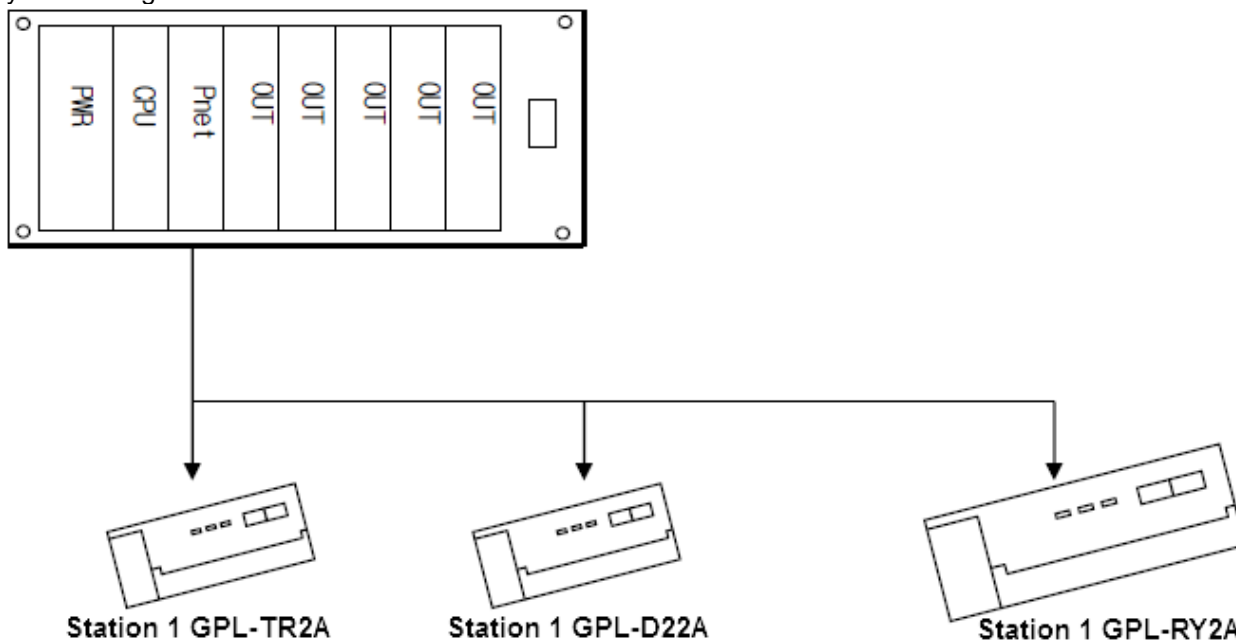 PWR
CPU
Pnet
OUT
OUT
OUT
OUT
OUT
Station 1 GPL-TR2A
Station 1 GPL-D22A
Station 1 GPL-RY2A